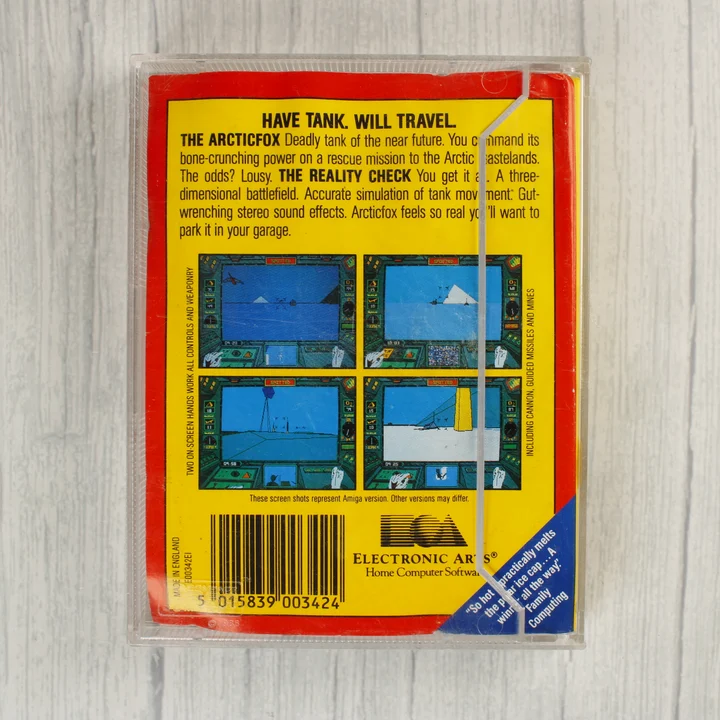 HAVE TANK. WILL TRAVEL.
THE ARCTICFOX Deadly tank of the near future. You command its
bone-crunching power on a rescue mission to the Arctic wastelands.
The odds? Lousy. THE REALITY CHECK You get it all. A three-
dimensional battlefield. Accurate simulation of tank movement. Gut-
wrenching stereo sound effects. Arcticfox feels so real you'll want to
park it in your garage.
TWO ON-SCREEN HANDS WORK ALL CONTROLS AND WEAPONRY
INCLUDING CANNON, GUIDED MISSILES AND MINES
These screen shots represent Amiga version. Other versions may differ.
MADE IN ENGLAND
E00342EI
5 015839 003424
ELECTRONIC ARTS®
Home Computer Software
"So hot it practically melts
the polar ice cap...A
winner all the way."
Family
Computing